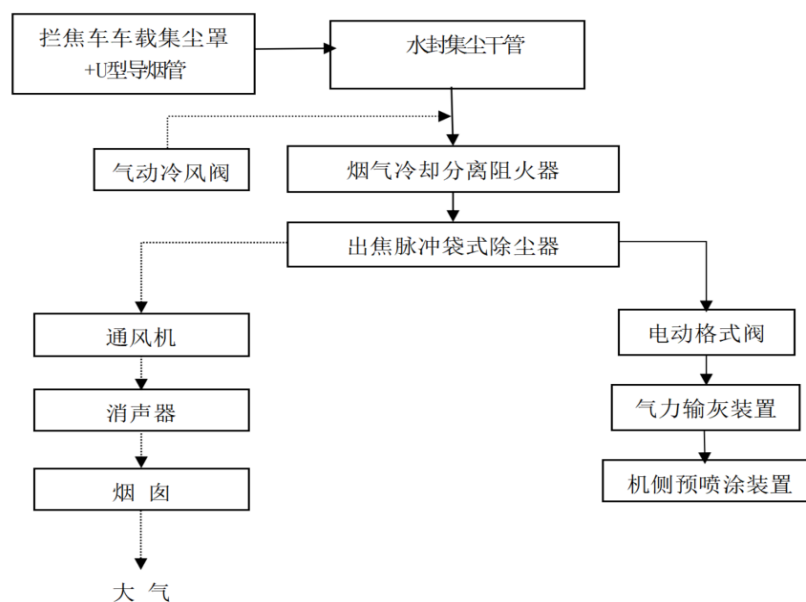 拦焦车车载集尘罩
+U型导烟管
水封集尘干管
气动冷风阀
烟气冷却分离阻火器
出焦脉冲袋式除尘器
通风机
电动格式阀
消声器
气力输灰装置
烟 囱
机侧预喷涂装置
大 气